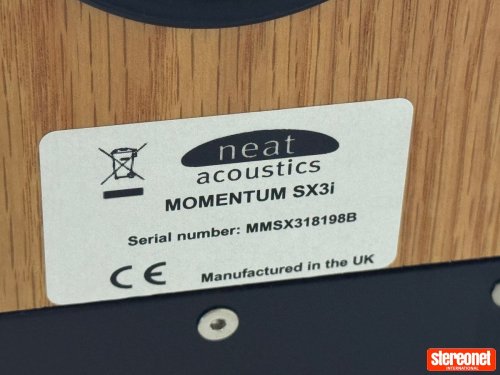 neat
acoustics
MOMENTUM SX3i
Serial number: MMSX318198B
CE
Manufactured in the UK
stereonet
INTERNATIONAL